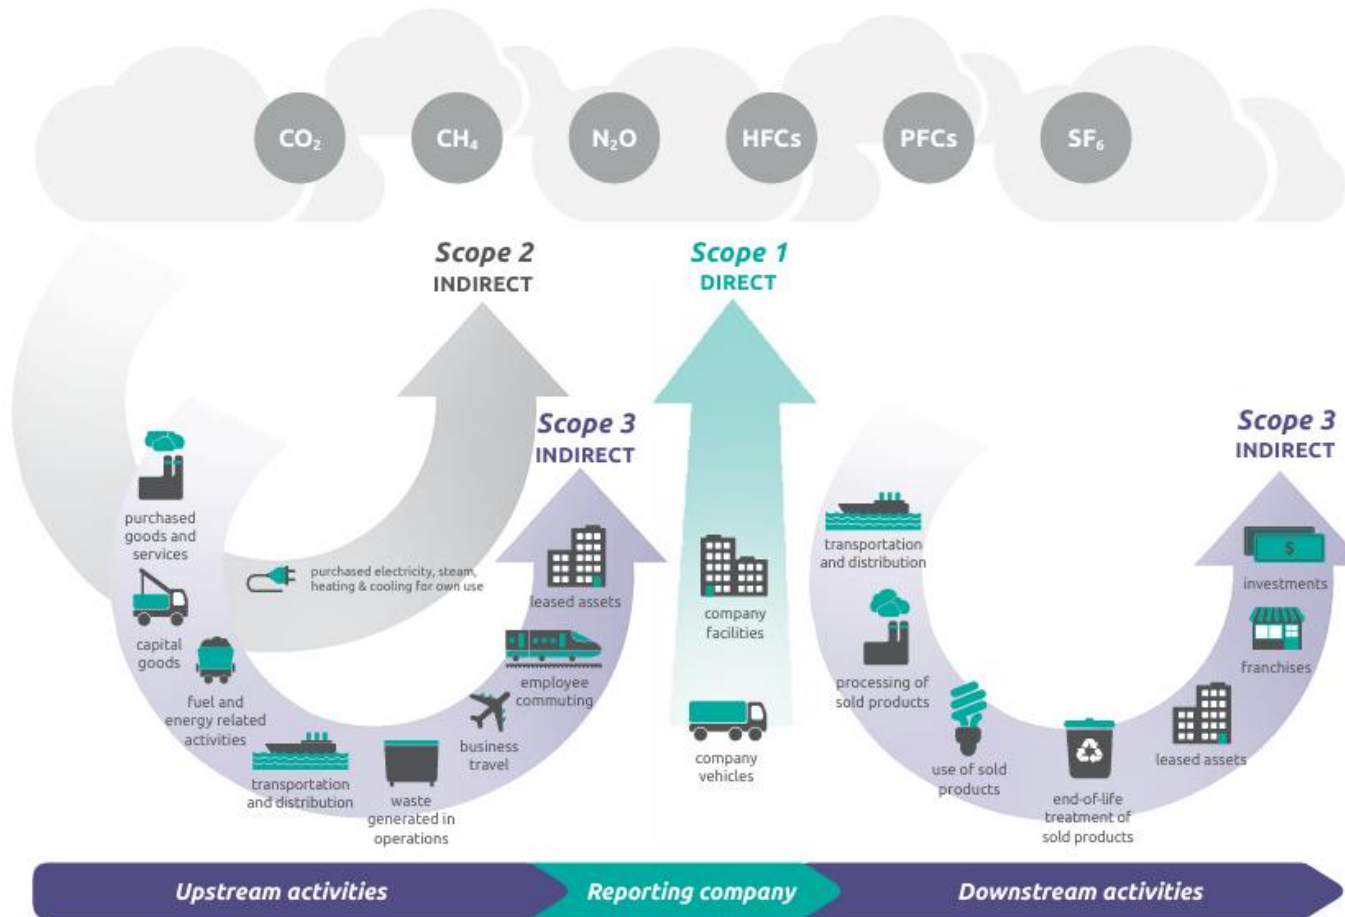 CO₂
CH₄
N₂O
HFCs
PFCs
SF₆
Scope 2
INDIRECT
Scope 1
DIRECT
Scope 3
INDIRECT
Scope 3
INDIRECT
purchased
goods and
services
capital
goods
fuel and
energy related
activities
purchased electricity, steam,
heating & cooling for own use
transportation
and distribution
waste
generated in
operations
business
travel
employee
commuting
leased assets
company
facilities
company
vehicles
transportation
and distribution
processing of
sold products
use of sold
products
end-of-life
treatment of
sold products
leased assets
franchises
$
investments
Upstream activities
Reporting company
Downstream activities